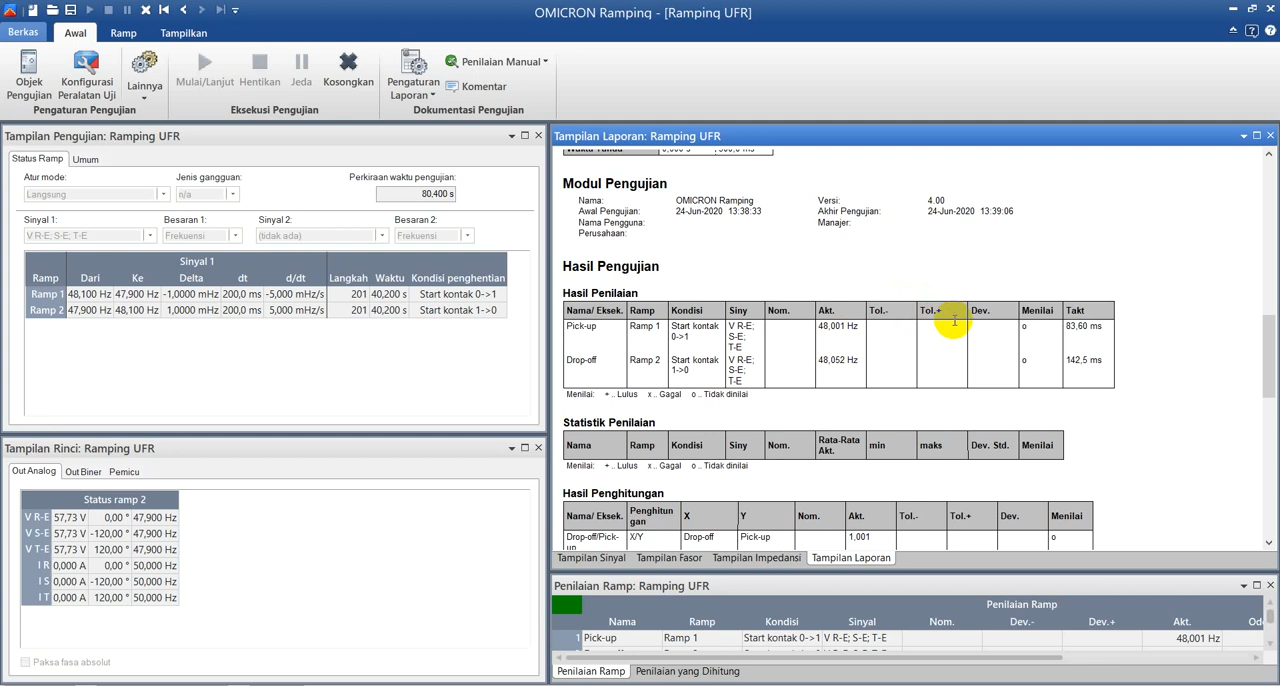 OMICRON Ramping - [Ramping UFR]
Berkas Awal Ramp Tampilkan
Objek Pengujian
Konfigurasi Peralatan Uji
Lainnya
Pengaturan Pengujian
Mulai/Lanjut Hentikan Jeda Kosongkan
Eksekusi Pengujian
Pengaturan Laporan
Penilaian Manual
Komentar
Dokumentasi Pengujian
Tampilan Pengujian: Ramping UFR
Status Ramp Umum
Atur mode: Jenis gangguan: Perkiraan waktu pengujian:
Langsung n/a 80,400 s
Sinyal 1: Besaran 1: Sinyal 2: Besaran 2:
V R-E; S-E; T-E Frekuensi (tidak ada) Frekuensi
Sinyal 1
Ramp Dari Ke Delta dt d/dt Langkah Waktu Kondisi penghentian
Ramp 1 48,100 Hz 47,900 Hz -1,0000 mHz 200,0 ms -5,000 mHz/s 201 40,200 s Start kontak 0->1
Ramp 2 47,900 Hz 48,100 Hz 1,0000 mHz 200,0 ms 5,000 mHz/s 201 40,200 s Start kontak 1->0
Tampilan Rinci: Ramping UFR
Out Analog Out Biner Pemicu
Status ramp 2
V R-E 57,73 V 0,00 ° 47,900 Hz
V S-E 57,73 V -120,00 ° 47,900 Hz
V T-E 57,73 V 120,00 ° 47,900 Hz
I R 0,000 A 0,00 ° 50,000 Hz
I S 0,000 A -120,00 ° 50,000 Hz
I T 0,000 A 120,00 ° 50,000 Hz
Paksa fasa absolut
Tampilan Laporan: Ramping UFR
Modul Pengujian
Nama: OMICRON Ramping Versi: 4.00
Awal Pengujian: 24-Jun-2020 13:38:33 Akhir Pengujian: 24-Jun-2020 13:39:06
Nama Pengguna: Manajer:
Perusahaan:
Hasil Pengujian
Hasil Penilaian
Nama/ Eksek. Ramp Kondisi Siny Nom. Akt. Tol.- Tol.+ Dev. Menilai Takt
Pick-up Ramp 1 Start kontak 0->1 V R-E; S-E; T-E 48,001 Hz o 83,60 ms
Drop-off Ramp 2 Start kontak 1->0 V R-E; S-E; T-E 48,052 Hz o 142,5 ms
Menilai: + .. Lulus x .. Gagal o .. Tidak dinilai
Statistik Penilaian
Nama Ramp Kondisi Siny Nom. Rata-Rata Akt. min maks Dev. Std. Menilai
Menilai: + .. Lulus x .. Gagal o .. Tidak dinilai
Hasil Penghitungan
Nama/ Eksek. Penghitungan X Y Nom. Akt. Tol.- Tol.+ Dev. Menilai
Drop-off/Pick-up X/Y Drop-off Pick-up 1,001 o
Tampilan Sinyal Tampilan Fasor Tampilan Impedansi Tampilan Laporan
Penilaian Ramp: Ramping UFR
Penilaian Ramp
Nama Ramp Kondisi Sinyal Nom. Dev.- Dev.+ Akt.
1 Pick-up Ramp 1 Start kontak 0->1 V R-E; S-E; T-E 48,001 Hz
Penilaian Ramp Penilaian yang Dihitung